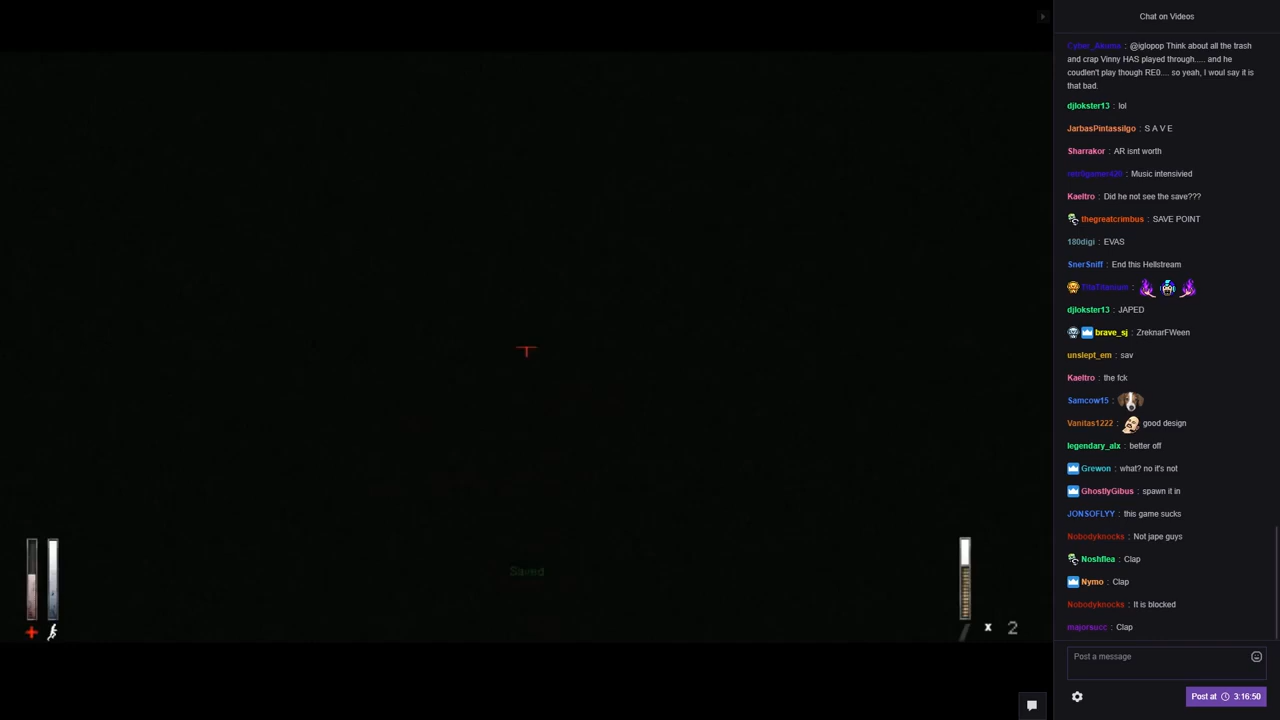 Chat on Videos
Cyber_Akuma : @iglopop Think about all the trash
and crap Vinny HAS played through..... and he
coudlen't play though RE0.... so yeah, I woul say it is
that bad.
djlokster13 : lol
JarbasPintassilgo : S A V E
Sharrakor : AR isnt worth
: Music intensivied
Kaeltro : Did he not see the save???
thegreatcrimbus : SAVE POINT
180digi : EVAS
SnerSniff : End this Hellstream
TitaTitanium :
djlokster13 : JAPED
brave_sj : ZreknarFWeen
unslept_em : sav
Kaeltro : the fck
Samcow15 :
Vanitas1222 : good design
legendary_alx : better off
Grewon : what? no it's not
GhostlyGibus : spawn it in
JONSOFLYY : this game sucks
Nobodyknocks : Not jape guys
Noshflea : Clap
Nymo : Clap
Nobodyknocks : It is blocked
majorsucc : Clap
Post a message
Post at 3:16:50
Saved
x 2